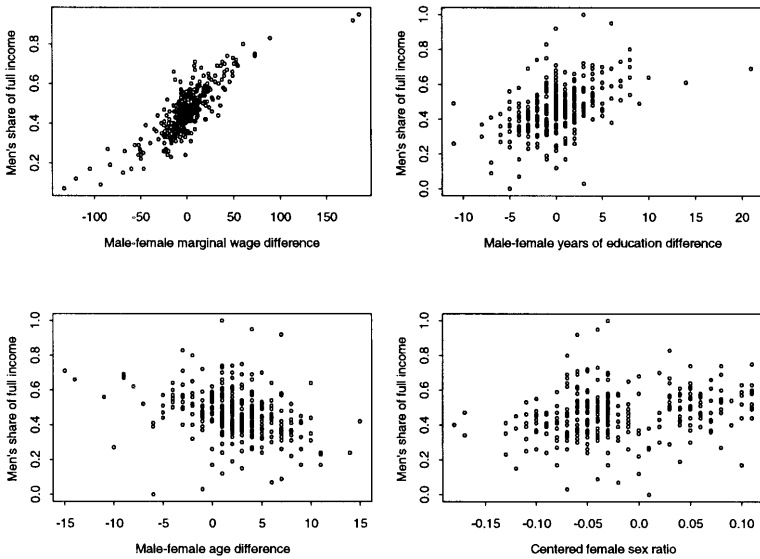 Men's share of full income
0.8
0.6
0.4
0.2
-100 -50 0 50 100 150
Male-female marginal wage difference
Men's share of full income
1.0
0.8
0.6
0.4
0.2
0.0
-10 -5 0 5 10 15 20
Male-female years of education difference
Men's share of full income
1.0
0.8
0.6
0.4
0.2
0.0
-15 -10 -5 0 5 10 15
Male-female age difference
Men's share of full income
1.0
0.8
0.6
0.4
0.2
0.0
-0.15 -0.05 0.0 0.05 0.10
Centered female sex ratio